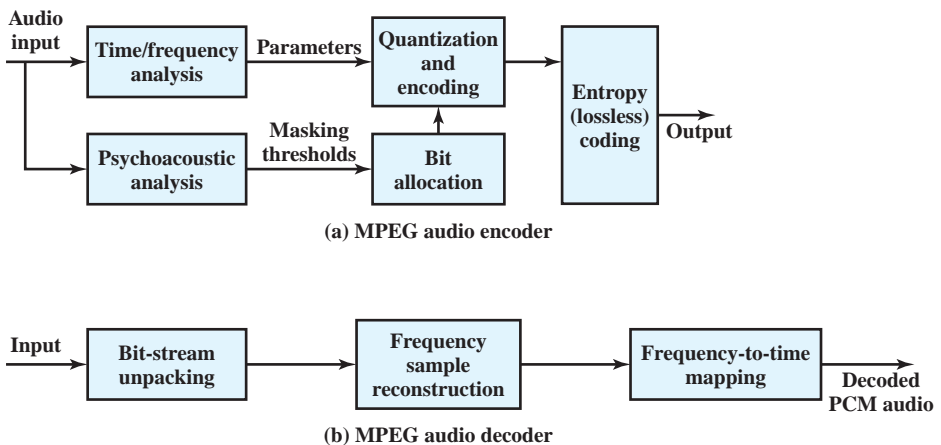 Audio
input
Time/frequency
analysis
Parameters
Quantization
and
encoding
Entropy
(lossless)
coding
Output
Psychoacoustic
analysis
Masking
thresholds
Bit
allocation
(a) MPEG audio encoder
Input
Bit-stream
unpacking
Frequency
sample
reconstruction
Frequency-to-time
mapping
Decoded
PCM audio
(b) MPEG audio decoder